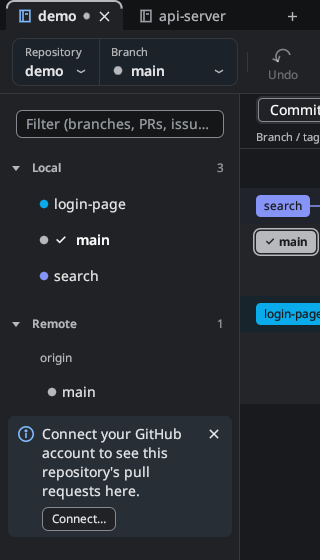 demo
api-server
Repository
demo
Branch
main
Undo
Filter (branches, PRs, issu...
Commit
Branch / tag
Local 3
login-page
main
search
Remote 1
origin
main
search
main
login-page
Connect your GitHub
account to see this
repository's pull
requests here.
Connect...